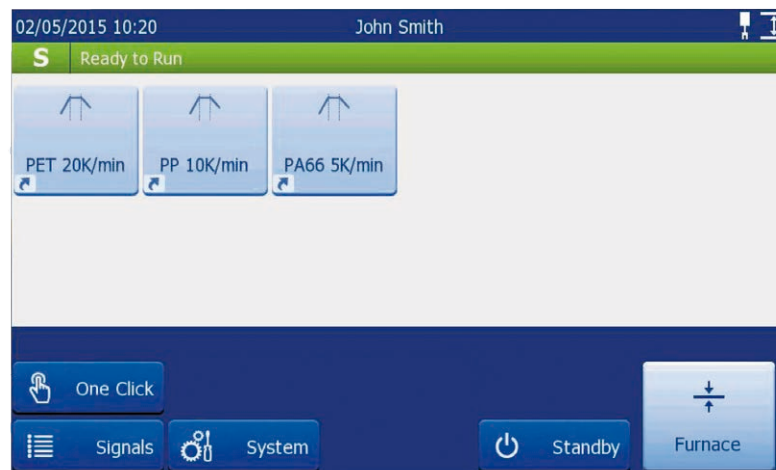 02/05/2015 10:20 John Smith
S Ready to Run
PET 20K/min PP 10K/min PA66 5K/min
One Click
Signals System Standby Furnace